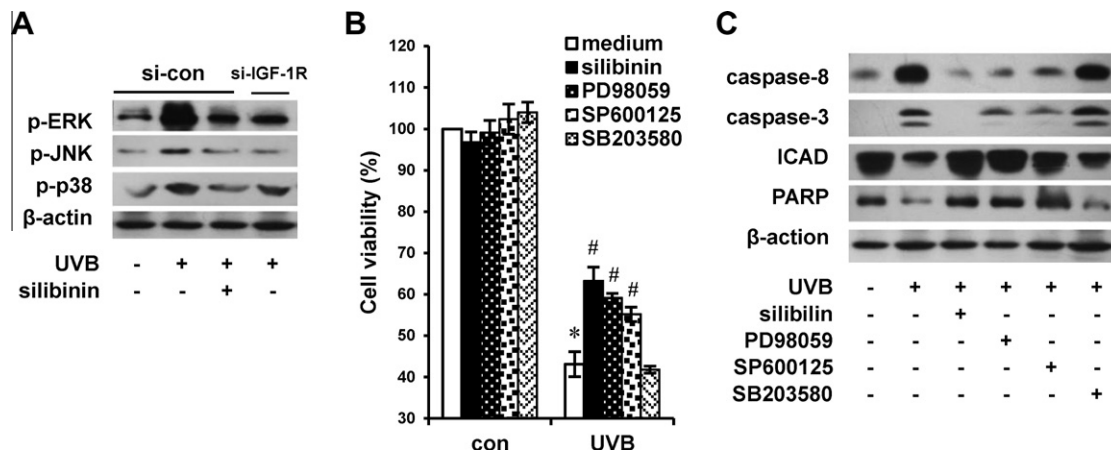 A
si-con si-IGF-1R
p-ERK
p-JNK
p-p38
β-actin
UVB - + + +
silibinin - - + -
B
120
110
100
90
80
70
60
50
40
30
Cell viability (%)
medium
silibinin
PD98059
SP600125
SB203580
* # # #
con UVB
C
caspase-8
caspase-3
ICAD
PARP
β-action
UVB - + + + + +
silibilin - - + - - -
PD98059 - - - + - -
SP600125 - - - - + -
SB203580 - - - - - +